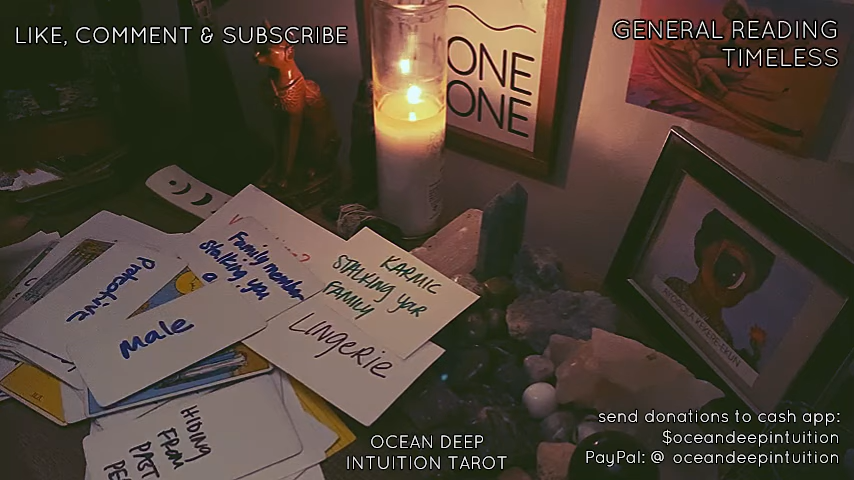 LIKE, COMMENT & SUBSCRIBE
GENERAL READING
TIMELESS
ONE
ONE
Protective
Family member
stalking you
KARMIC
STALKING YOUR
FAMILY
Male
LINGERIE
HIDING
FROM
PAST
OCEAN DEEP
INTUITION TAROT
send donations to cash app:
$oceandeepintuition
PayPal: @ oceandeepintuition